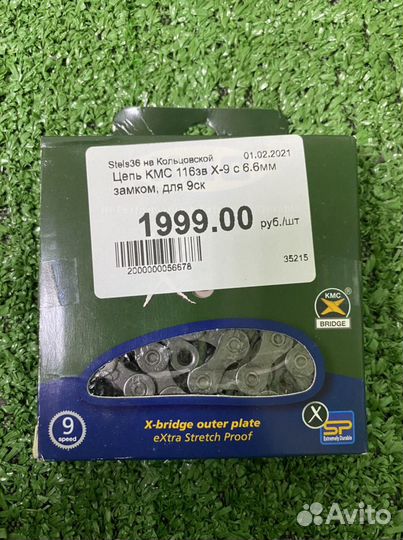 Stels36 на Кольцовской 01.02.2021
Цепь KMC 116зв X-9 с 6.6мм
замком, для 9ск
1999.00 руб./шт
2000000056678
35215
KMC
X
BRIDGE
9
speed
X-bridge outer plate
eXtra Stretch Proof
X
SP
Extremely Durable
Avito